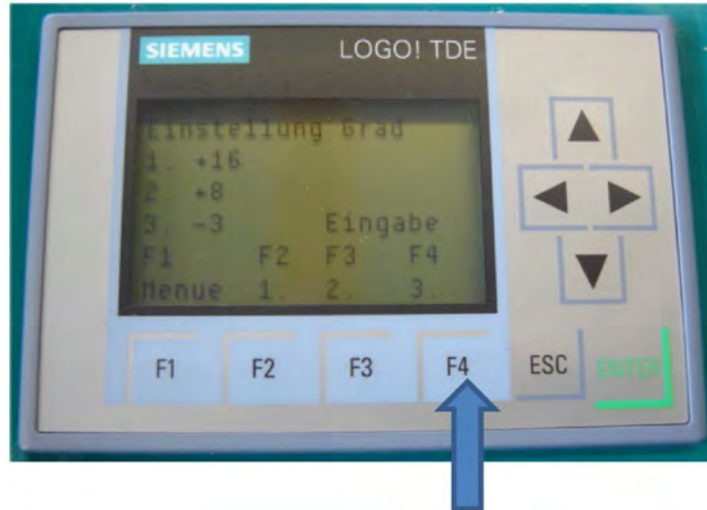 SIEMENS LOGO! TDE
Einstellung Grad
1. +16
2. +8
3. -3 Eingabe
F1 F2 F3 F4
Menue 1. 2. 3.
F1 F2 F3 F4 ESC ENTER